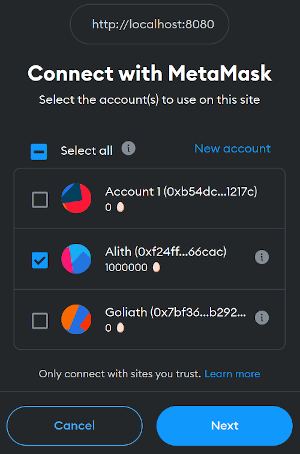 http://localhost:8080
Connect with MetaMask
Select the account(s) to use on this site
Select all
New account
Account 1 (0xb54dc...1217c)
0
Alith (0xf24ff...66cac)
1000000
Goliath (0x7bf36...b292...
0
Only connect with sites you trust. Learn more
Cancel
Next